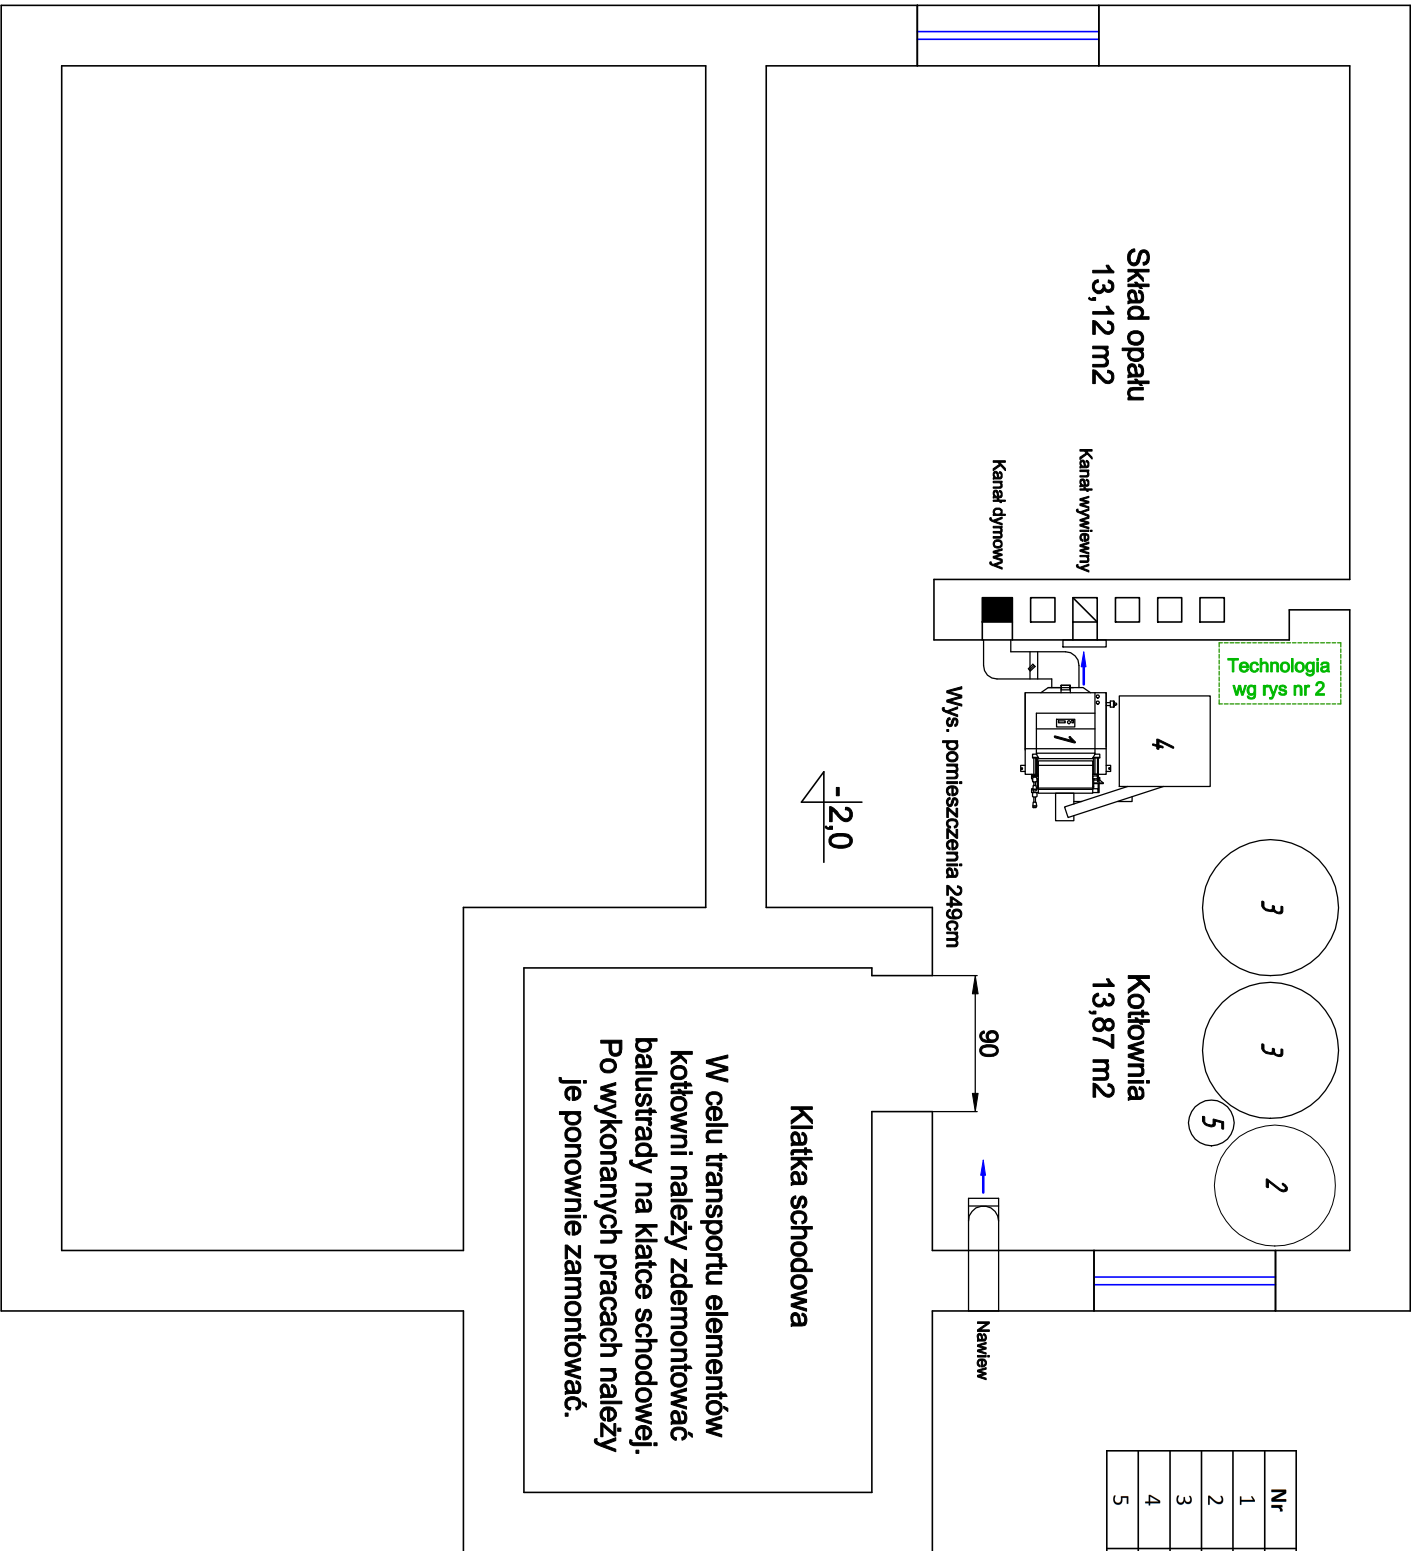 Skład opału
13,12 m2
Kanał wywiewny
Kanał dymowy
Technologia
wg rys nr 2
Wys. pomieszczenia 249cm
-2,0
1
4
3
3
5
2
Kotłownia
13,87 m2
90
Klatka schodowa
W celu transportu elementów
kotłowni należy zdemontować
balustrady na klatce schodowej.
Po wykonanych pracach należy
je ponownie zamontować.
Nawiew
Nr
1
2
3
4
5